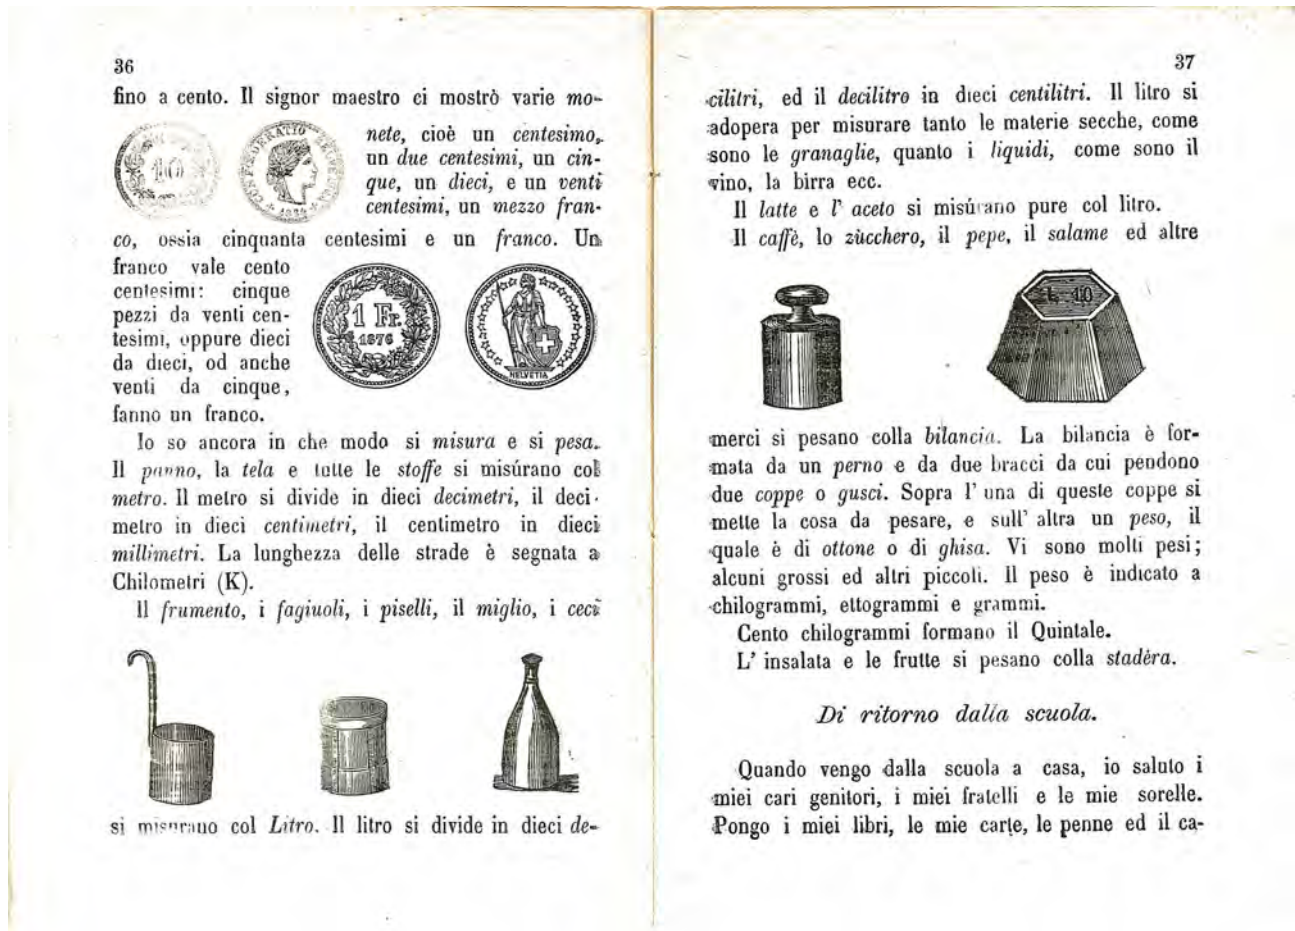 36
fino a cento. Il signor maestro ci mostrò varie mo-
10
CONFŒDERATIO HELVETICA
nete, cioè un centesimo,
un due centesimi, un cin-
que, un dieci, e un venti
centesimi, un mezzo fran-
co, ossia cinquanta centesimi e un franco. Un
franco vale cento
centesimi: cinque
pezzi da venti cen-
tesimi, oppure dieci
da dieci, od anche
venti da cinque,
fanno un franco.
1 Fr.
1876
HELVETIA
Io so ancora in che modo si misura e si pesa.
Il panno, la tela e tutte le stoffe si misúrano col
metro. Il metro si divide in dieci decimetri, il deci-
metro in dieci centimetri, il centimetro in dieci
millimetri. La lunghezza delle strade è segnata a
Chilometri (K).
Il frumento, i fagiuoli, i piselli, il miglio, i ceci
si misurano col Litro. Il litro si divide in dieci de-
37
cilitri, ed il decilitro in dieci centilitri. Il litro si
adopera per misurare tanto le materie secche, come
sono le granaglie, quanto i liquidi, come sono il
vino, la birra ecc.
Il latte e l' aceto si misúrano pure col litro.
Il caffè, lo zùcchero, il pepe, il salame ed altre
10
merci si pesano colla bilancia. La bilancia è for-
mata da un perno e da due bracci da cui pendono
due coppe o gusci. Sopra l' una di queste coppe si
mette la cosa da pesare, e sull' altra un peso, il
quale è di ottone o di ghisa. Vi sono molti pesi;
alcuni grossi ed altri piccoli. Il peso è indicato a
chilogrammi, ettogrammi e grammi.
Cento chilogrammi formano il Quintale.
L' insalata e le frutte si pesano colla stadèra.
Di ritorno dalla scuola.
Quando vengo dalla scuola a casa, io saluto i
miei cari genitori, i miei fratelli e le mie sorelle.
Pongo i miei libri, le mie carte, le penne ed il ca-